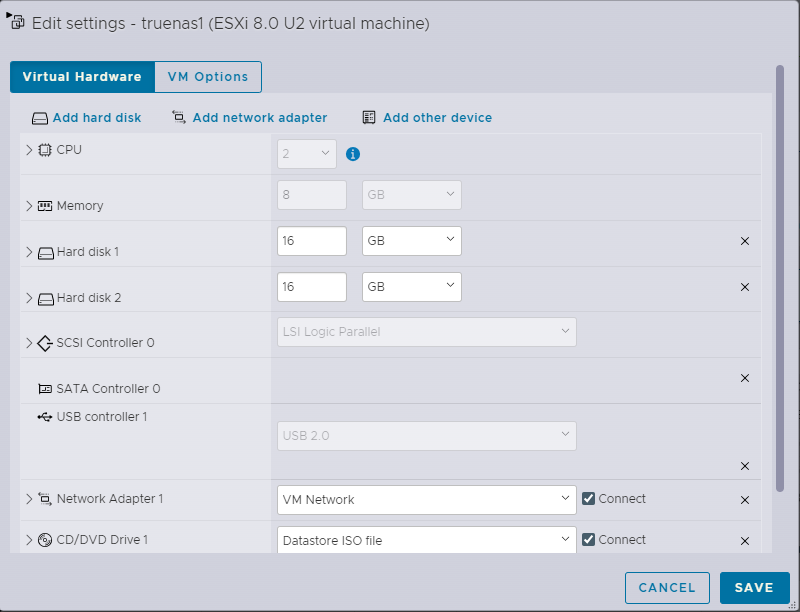 Edit settings - truenas1 (ESXi 8.0 U2 virtual machine)
Virtual Hardware VM Options
Add hard disk Add network adapter Add other device
CPU 2
Memory 8 GB
Hard disk 1 16 GB
Hard disk 2 16 GB
SCSI Controller 0 LSI Logic Parallel
SATA Controller 0
USB controller 1
USB 2.0
Network Adapter 1 VM Network Connect
CD/DVD Drive 1 Datastore ISO file Connect
CANCEL SAVE